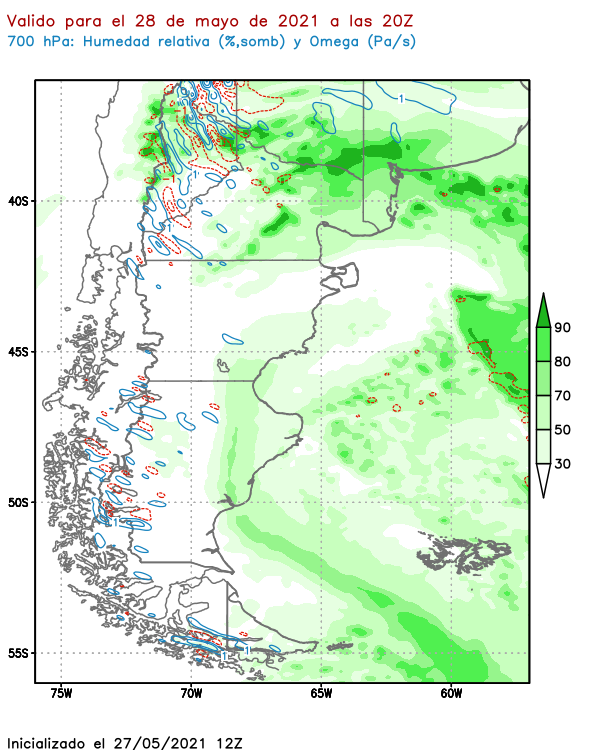 Valido para el 28 de mayo de 2021 a las 20Z
700 hPa: Humedad relativa (%,somb) y Omega (Pa/s)
1
40S
45S
50S
55S
75W 70W 65W 60W
90
80
70
50
30
1
1
1
Inicializado el 27/05/2021 12Z